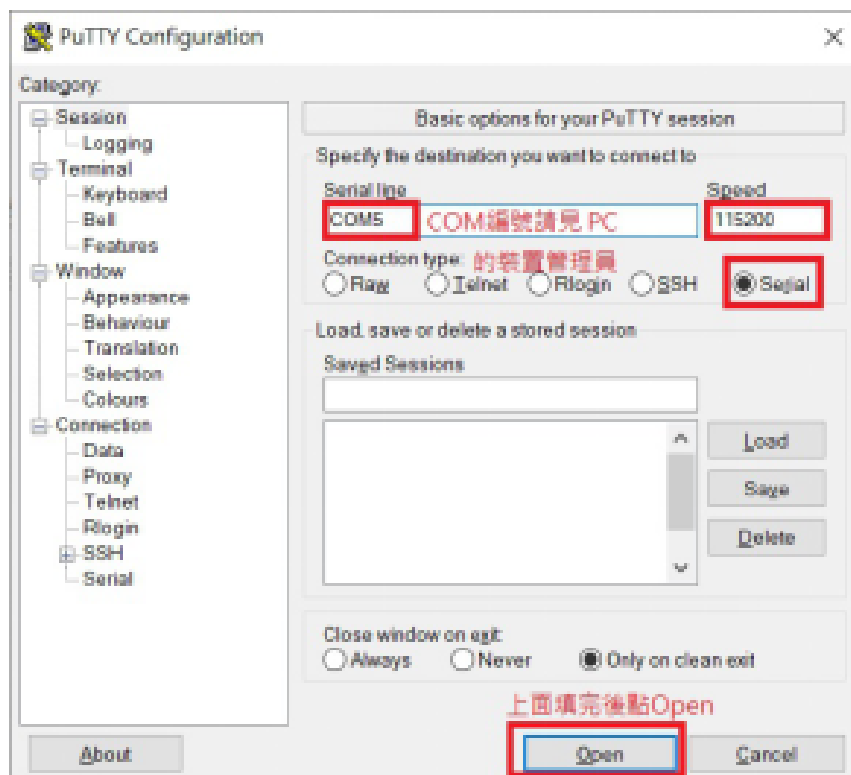 PuTTY Configuration
Category:
Session
Logging
Terminal
Keyboard
Bell
Features
Window
Appearance
Behaviour
Translation
Selection
Colours
Connection
Data
Proxy
Telnet
Rlogin
SSH
Serial
Basic options for your PuTTY session
Specify the destination you want to connect to
Serial line Speed
COM5 COM編號請見 PC 115200
Connection type: 的裝置管理員
Raw Telnet Rlogin SSH Serial
Load, save or delete a stored session
Saved Sessions
Load
Save
Delete
Close window on exit:
Always Never Only on clean exit
上面填完後點Open
About Open Cancel